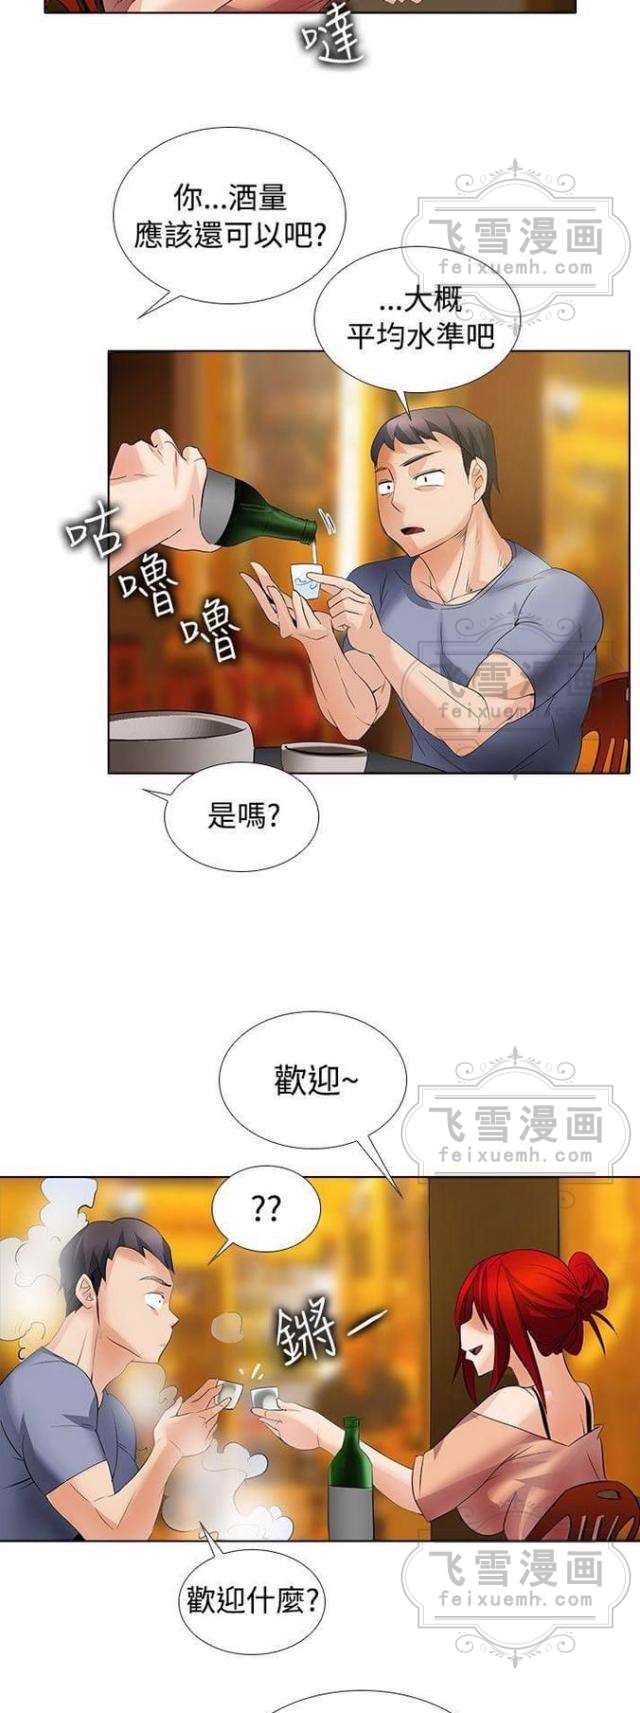 噠
你...酒量
應該還可以吧?
飞雪漫画
feixuemh.com
...大概
平均水準吧
咕
嚕
嚕
飞雪漫画
feixuemh.com
是嗎?
歡迎~
飞雪漫画
feixuemh.com
??
鏘一
歡迎什麼?
飞雪漫画
feixuemh.com